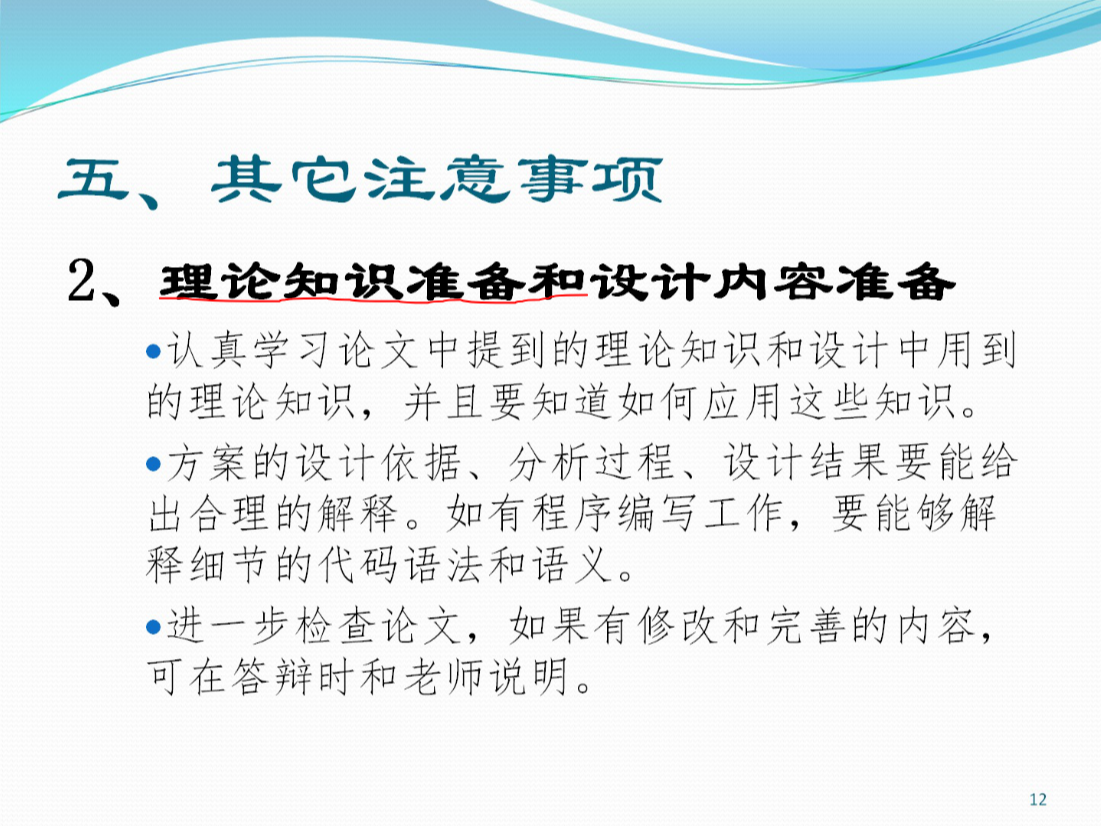 五、其它注意事项
2、理论知识准备和设计内容准备
•认真学习论文中提到的理论知识和设计中用到
的理论知识，并且要知道如何应用这些知识。
•方案的设计依据、分析过程、设计结果要能给
出合理的解释。如有程序编写工作，要能够解
释细节的代码语法和语义。
•进一步检查论文，如果有修改和完善的内容，
可在答辩时和老师说明。
12